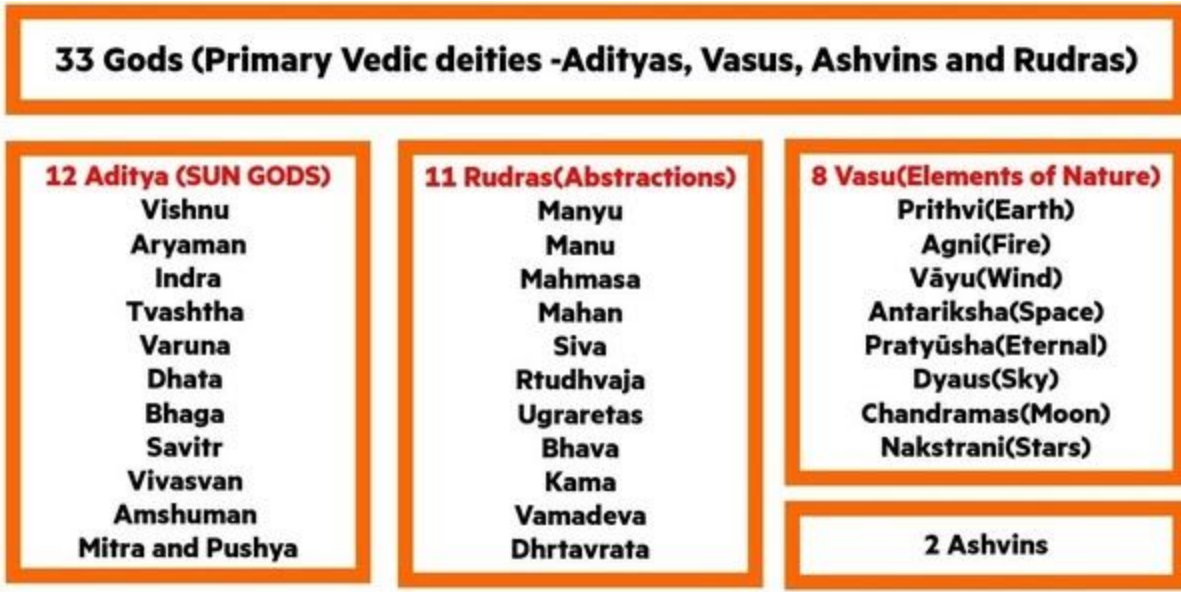 33 Gods (Primary Vedic deities -Adityas, Vasus, Ashvins and Rudras)
12 Aditya (SUN GODS)
Vishnu
Aryaman
Indra
Tvashtha
Varuna
Dhata
Bhaga
Savitr
Vivasvan
Amshuman
Mitra and Pushya
11 Rudras(Abstractions)
Manyu
Manu
Mahmasa
Mahan
Siva
Rtudhvaja
Ugraretas
Bhava
Kama
Vamadeva
Dhrtavrata
8 Vasu(Elements of Nature)
Prithvi(Earth)
Agni(Fire)
Vāyu(Wind)
Antariksha(Space)
Pratyūsha(Eternal)
Dyaus(Sky)
Chandramas(Moon)
Nakstrani(Stars)
2 Ashvins